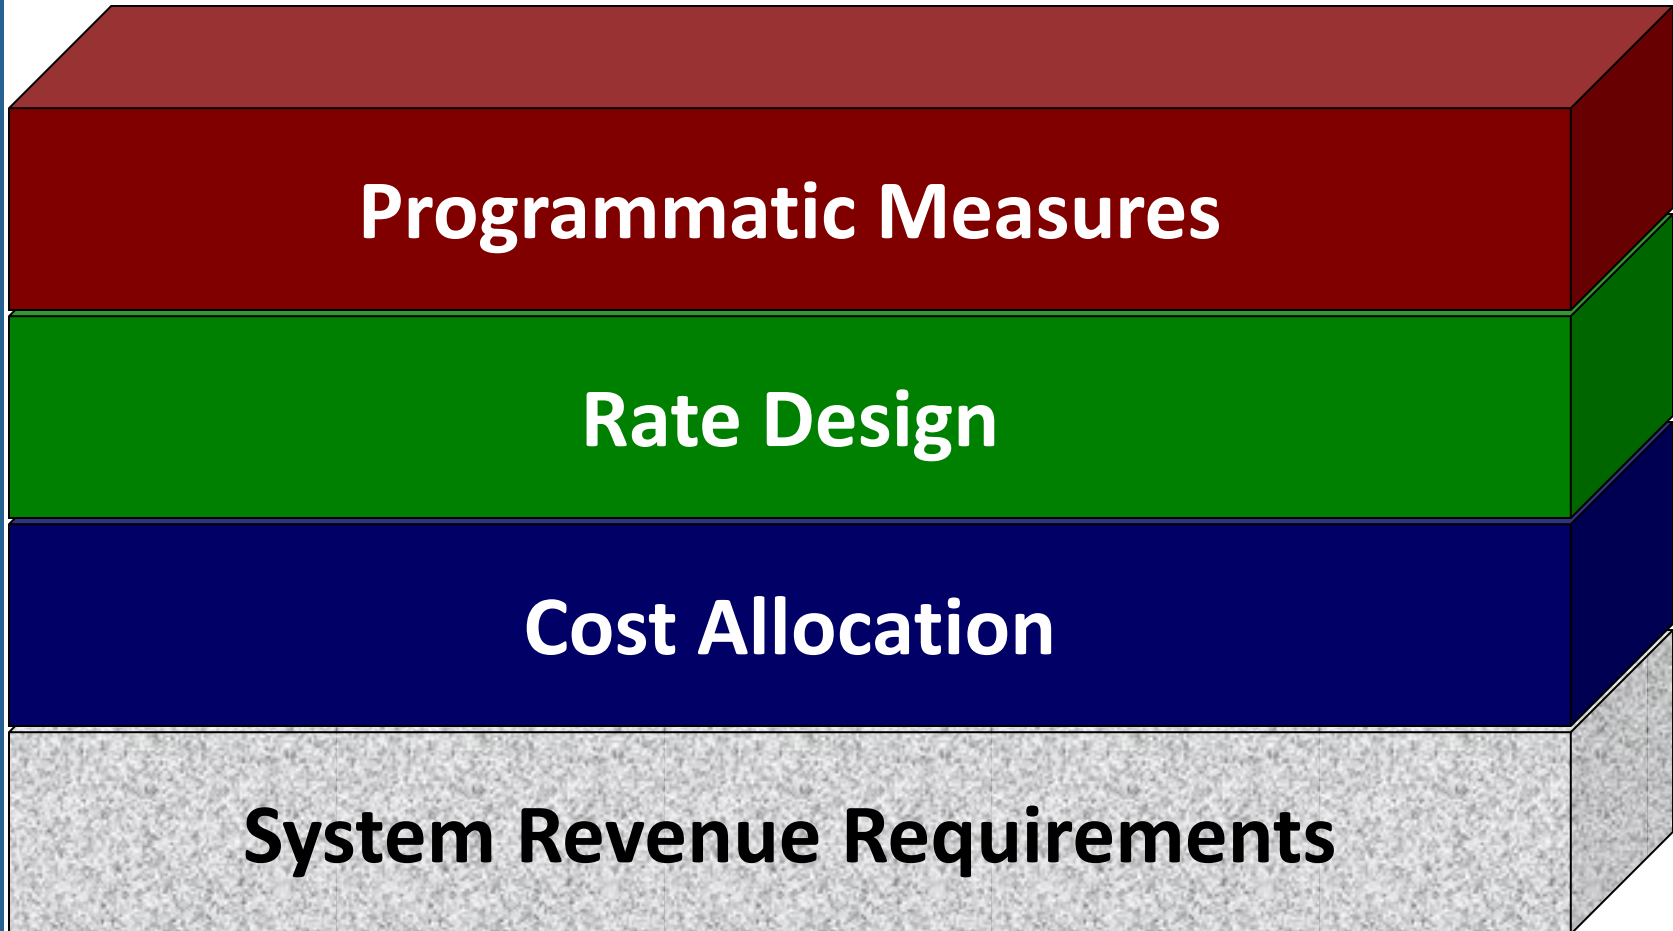 Programmatic Measures
Rate Design
Cost Allocation
System Revenue Requirements